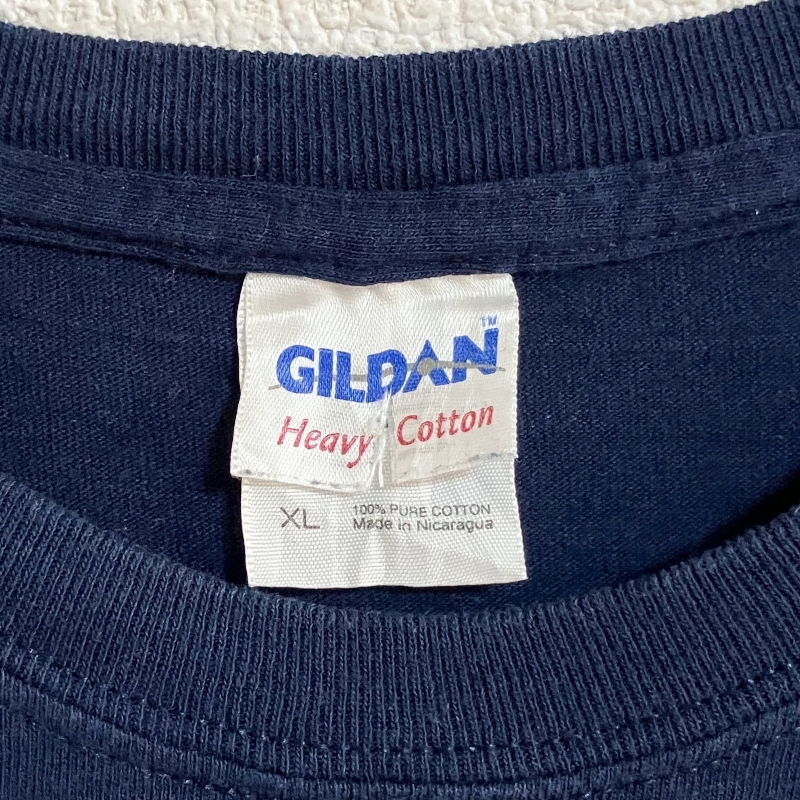 GILDAN™
Heavy Cotton
XL 100% PURE COTTON
Made in Nicaragua